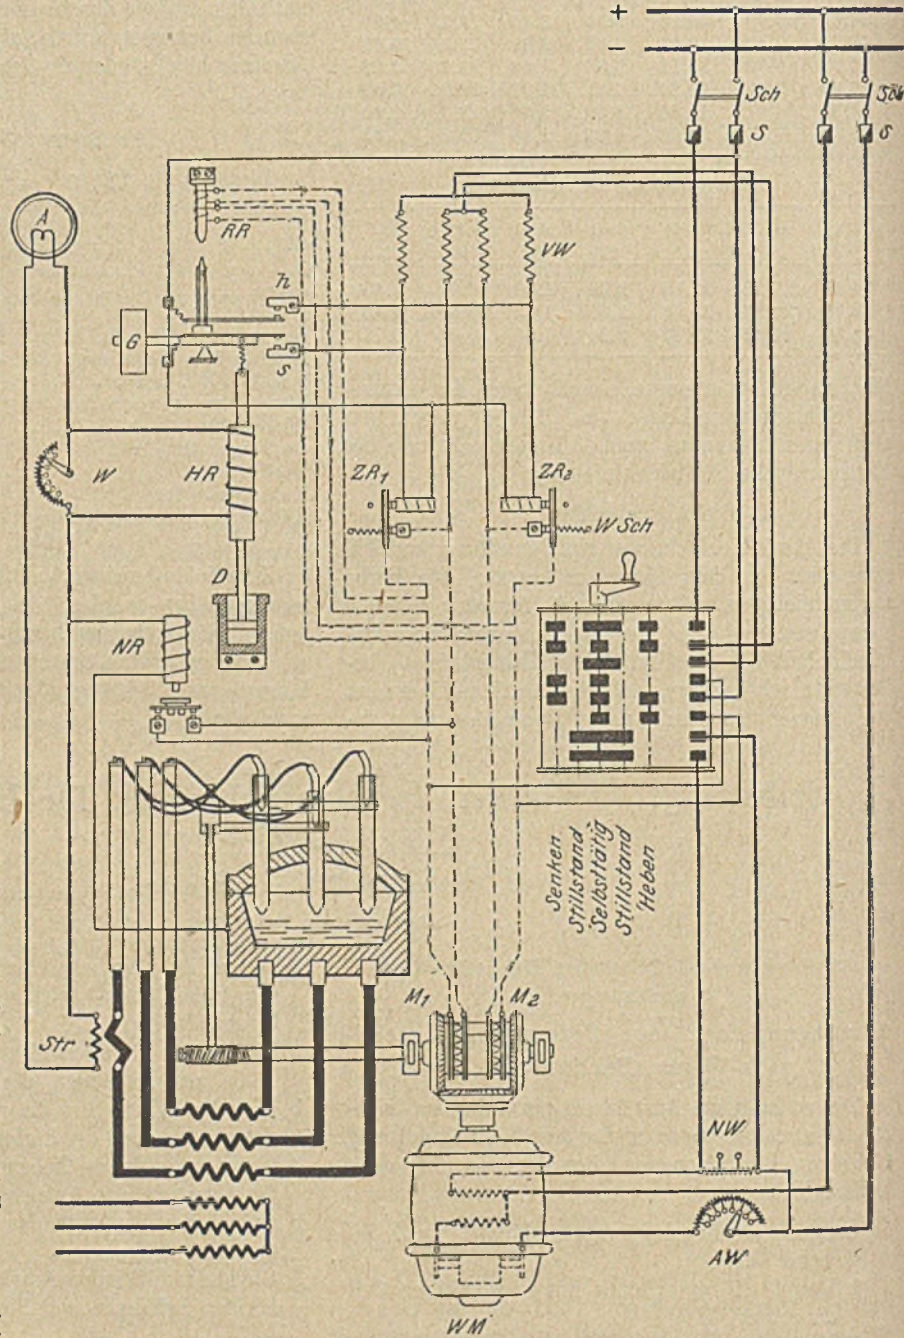 +
−
Sch
Sch
S
S
A
RR
VW
h
G
s
W
HR
ZR1
ZR2
W Sch
D
NR
Senken
Stillstand
Selbsttätig
Stillstand
Heben
M1
M2
Str
NW
AW
WM